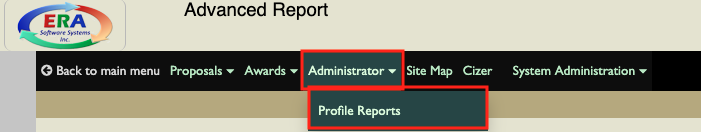 Advanced Report
ERA
Software Systems,
Inc.
Back to main menu Proposals Awards Administrator Site Map Cizer System Administration
Profile Reports